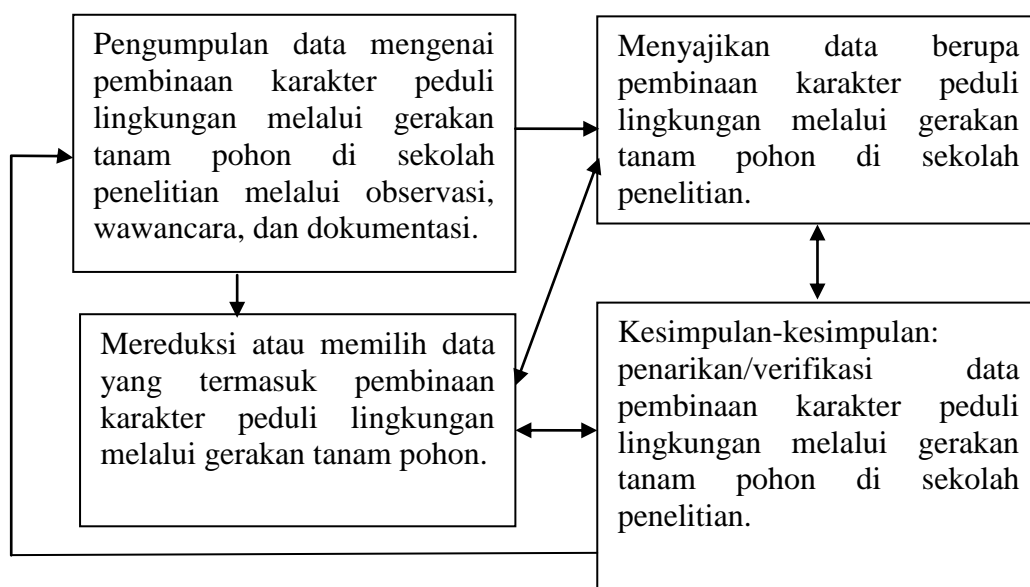 Pengumpulan data mengenai
pembinaan karakter peduli
lingkungan melalui gerakan
tanam pohon di sekolah
penelitian melalui observasi,
wawancara, dan dokumentasi.
Menyajikan data berupa
pembinaan karakter peduli
lingkungan melalui gerakan
tanam pohon di sekolah
penelitian.
Mereduksi atau memilih data
yang termasuk pembinaan
karakter peduli lingkungan
melalui gerakan tanam pohon.
Kesimpulan-kesimpulan:
penarikan/verifikasi data
pembinaan karakter peduli
lingkungan melalui gerakan
tanam pohon di sekolah
penelitian.